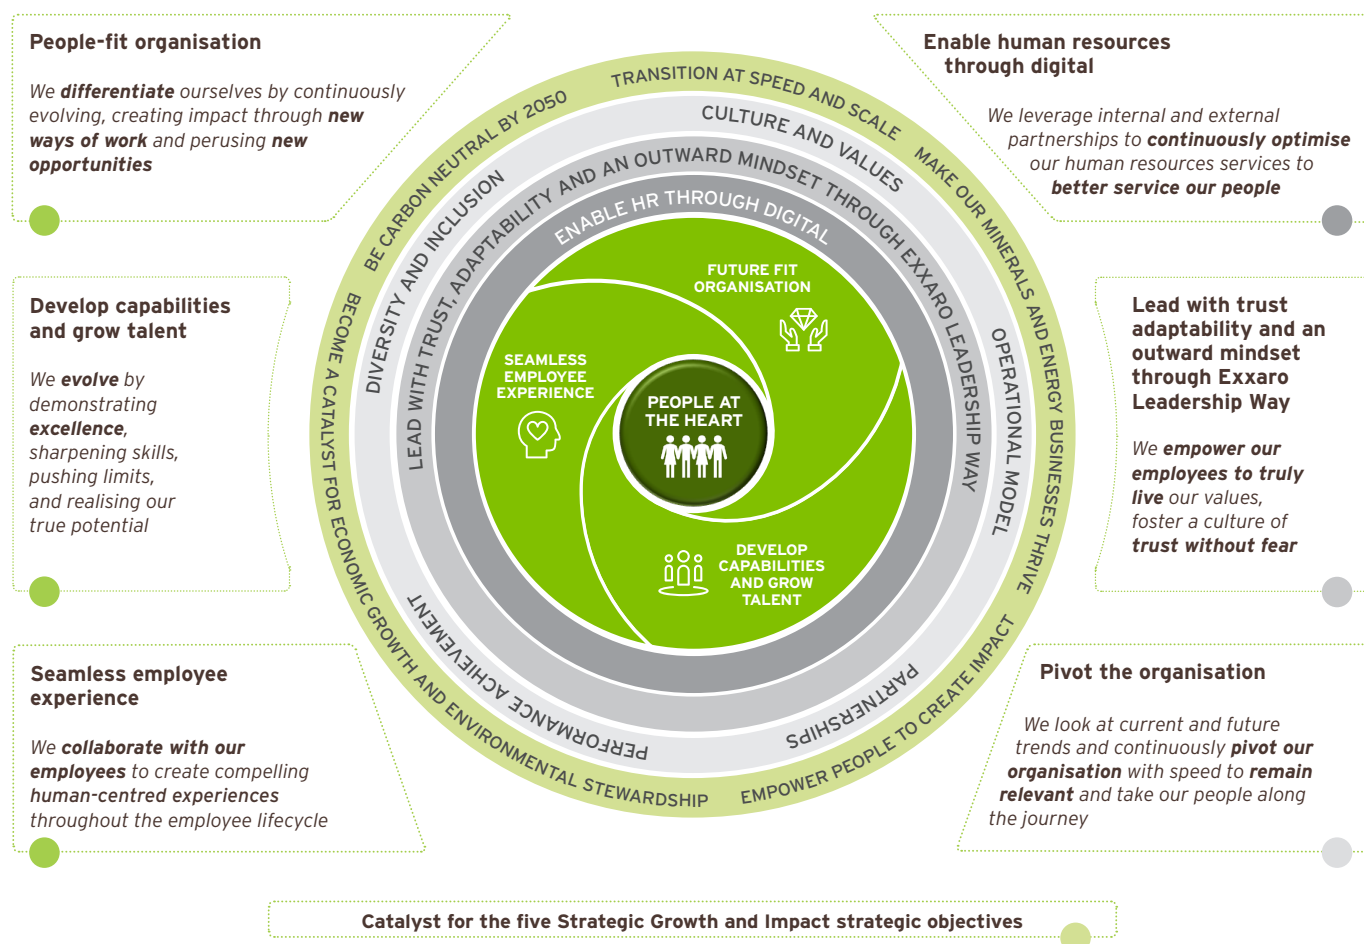 People-fit organisation
We differentiate ourselves by continuously
evolving, creating impact through new
ways of work and perusing new
opportunities
Develop capabilities
and grow talent
We evolve by
demonstrating
excellence,
sharpening skills,
pushing limits,
and realising our
true potential
Seamless employee
experience
We collaborate with our
employees to create compelling
human-centred experiences
throughout the employee lifecycle
BE CARBON NEUTRAL BY 2050
TRANSITION AT SPEED AND SCALE
MAKE OUR MINERALS AND ENERGY BUSINESSES THRIVE
EMPOWER PEOPLE TO CREATE IMPACT
BECOME A CATALYST FOR ECONOMIC GROWTH AND ENVIRONMENTAL STEWARDSHIP
DIVERSITY AND INCLUSION
CULTURE AND VALUES
OPERATIONAL MODEL
PARTNERSHIPS
PERFORMANCE ACHIEVEMENT
LEAD WITH TRUST, ADAPTABILITY AND AN OUTWARD MINDSET THROUGH EXXARO LEADERSHIP WAY
ENABLE HR THROUGH DIGITAL
FUTURE FIT
ORGANISATION
SEAMLESS
EMPLOYEE
EXPERIENCE
PEOPLE AT
THE HEART
DEVELOP
CAPABILITIES
AND GROW
TALENT
Enable human resources
through digital
We leverage internal and external
partnerships to continuously optimise
our human resources services to
better service our people
Lead with trust
adaptability and an
outward mindset
through Exxaro
Leadership Way
We empower our
employees to truly
live our values,
foster a culture of
trust without fear
Pivot the organisation
We look at current and future
trends and continuously pivot our
organisation with speed to remain
relevant and take our people along
the journey
Catalyst for the five Strategic Growth and Impact strategic objectives